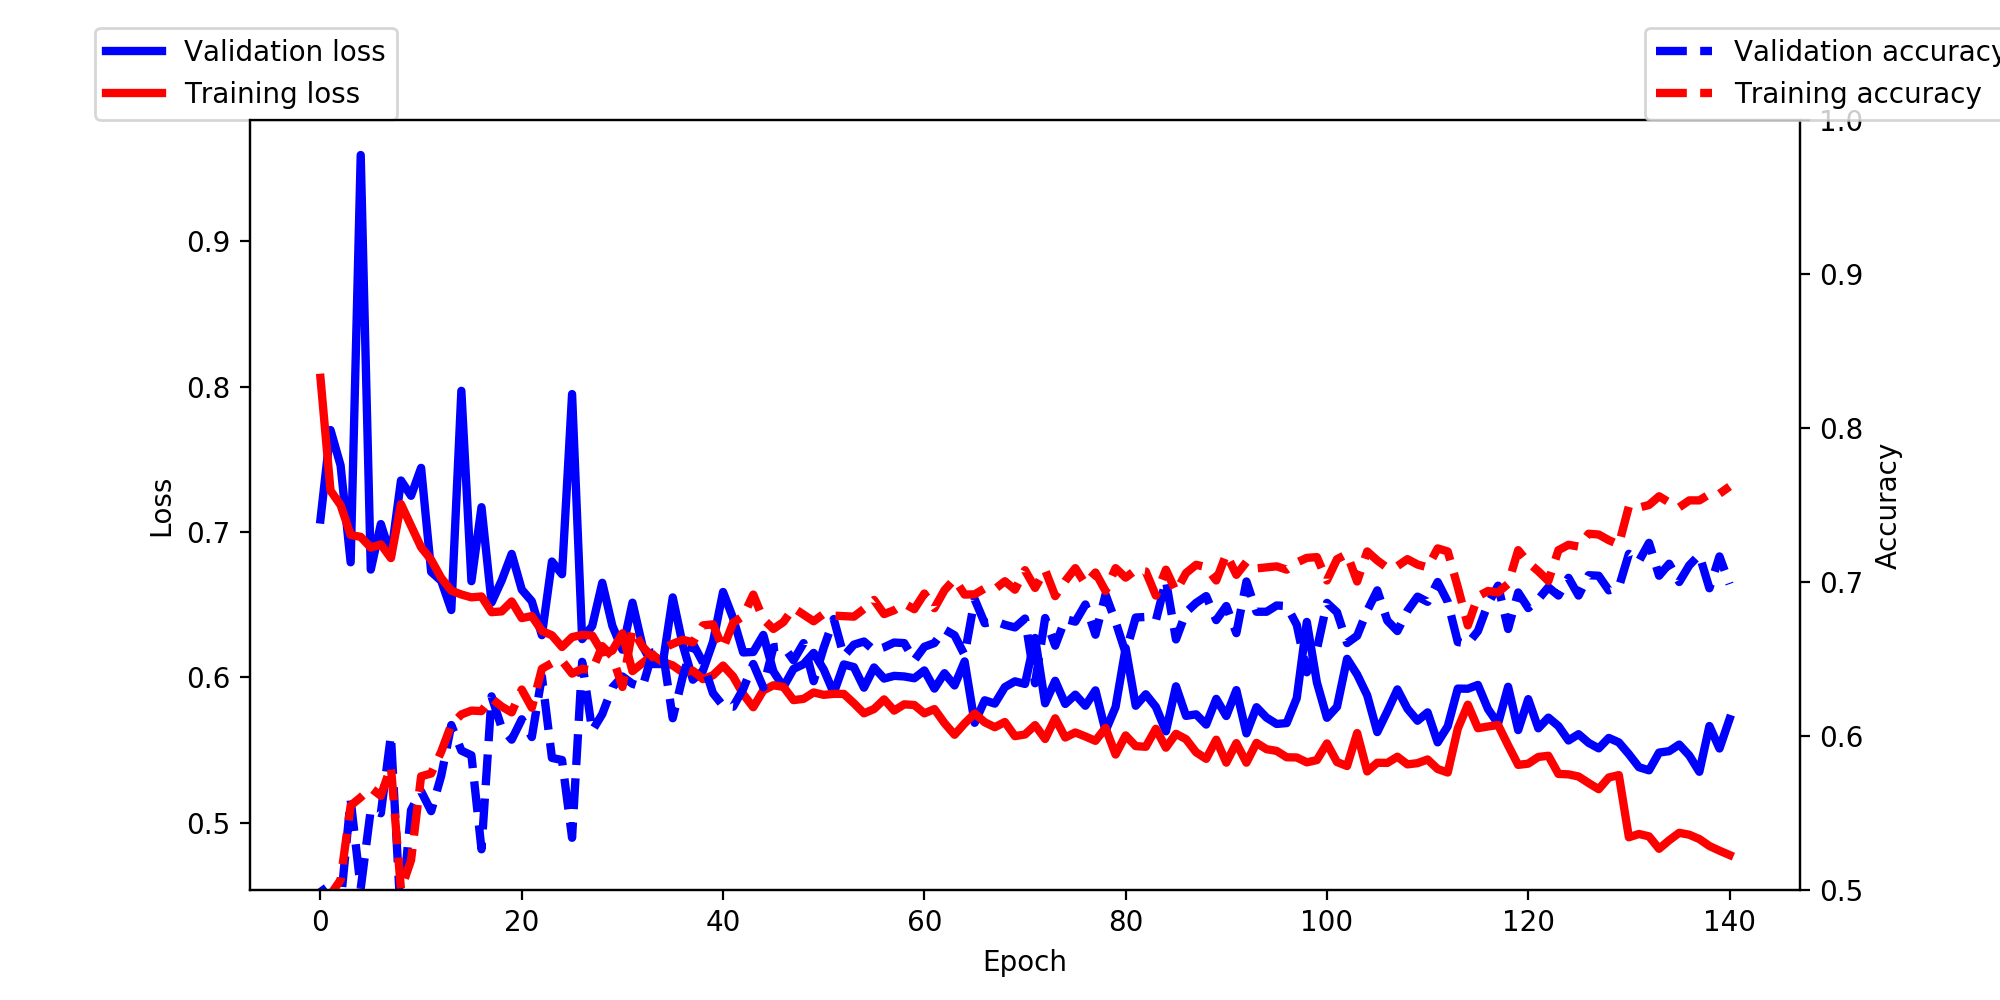 Validation loss
Training loss
Validation accuracy
Training accuracy
1.0
0.9
0.8
0.7
0.6
0.5
Loss
0.9
0.8
0.7
0.6
0.5
Accuracy
0 20 40 60 80 100 120 140
Epoch